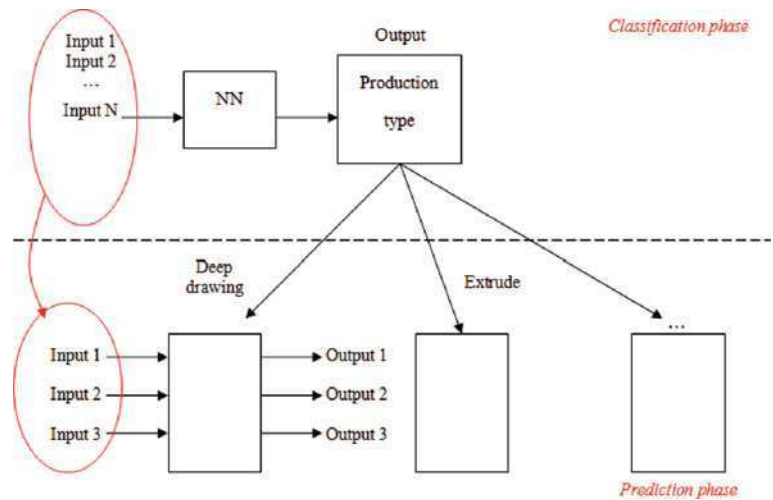 Output
Classification phase
Input 1
Input 2
...
Input N
NN
Production
type
Deep
drawing
Extrude
...
Input 1
Output 1
Input 2
Output 2
Input 3
Output 3
Prediction phase